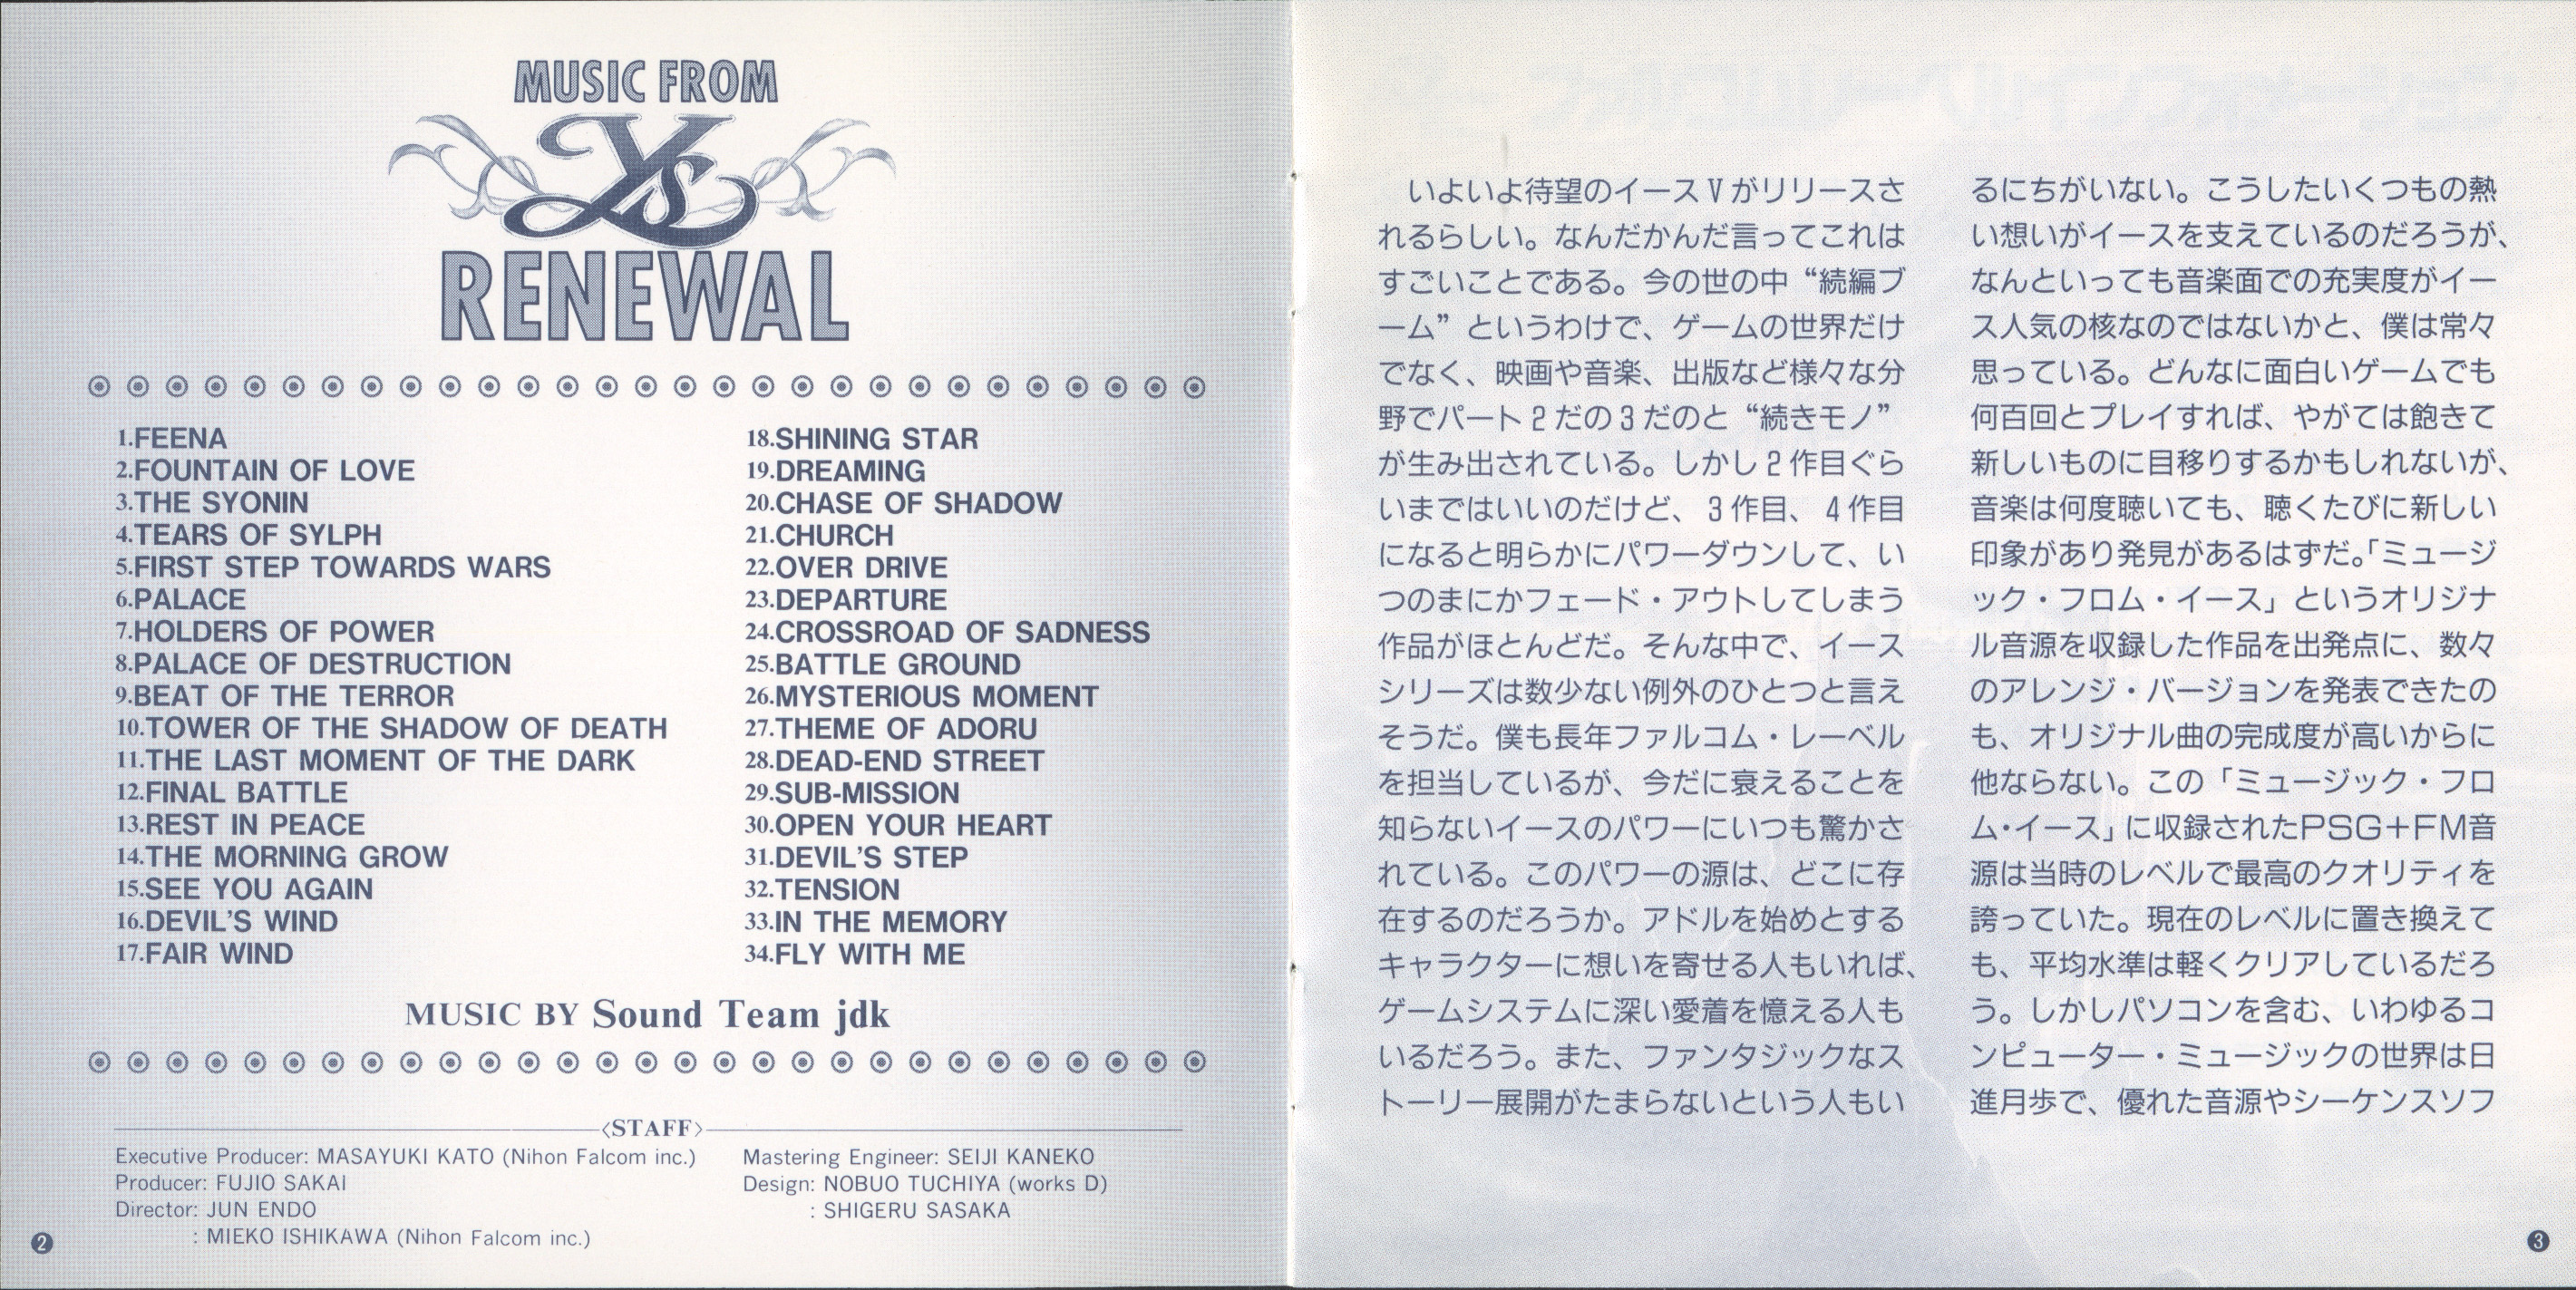 MUSIC FROM
Ys
RENEWAL
1.FEENA
2.FOUNTAIN OF LOVE
3.THE SYONIN
4.TEARS OF SYLPH
5.FIRST STEP TOWARDS WARS
6.PALACE
7.HOLDERS OF POWER
8.PALACE OF DESTRUCTION
9.BEAT OF THE TERROR
10.TOWER OF THE SHADOW OF DEATH
11.THE LAST MOMENT OF THE DARK
12.FINAL BATTLE
13.REST IN PEACE
14.THE MORNING GROW
15.SEE YOU AGAIN
16.DEVIL'S WIND
17.FAIR WIND
18.SHINING STAR
19.DREAMING
20.CHASE OF SHADOW
21.CHURCH
22.OVER DRIVE
23.DEPARTURE
24.CROSSROAD OF SADNESS
25.BATTLE GROUND
26.MYSTERIOUS MOMENT
27.THEME OF ADORU
28.DEAD-END STREET
29.SUB-MISSION
30.OPEN YOUR HEART
31.DEVIL'S STEP
32.TENSION
33.IN THE MEMORY
34.FLY WITH ME
MUSIC BY Sound Team jdk
〈STAFF〉
Executive Producer: MASAYUKI KATO (Nihon Falcom inc.)
Producer: FUJIO SAKAI
Director: JUN ENDO
: MIEKO ISHIKAWA (Nihon Falcom inc.)
Mastering Engineer: SEIJI KANEKO
Design: NOBUO TUCHIYA (works D)
: SHIGERU SASAKA
2
いよいよ待望のイースVがリリースさ
れるらしい。なんだかんだ言ってこれは
すごいことである。今の世の中“続編ブ
ーム”というわけで、ゲームの世界だけ
でなく、映画や音楽、出版など様々な分
野でパート2だの3だのと“続きモノ”
が生み出されている。しかし2作目ぐら
いまではいいのだけど、3作目、4作目
になると明らかにパワーダウンして、い
つのまにかフェード・アウトしてしまう
作品がほとんどだ。そんな中で、イース
シリーズは数少ない例外のひとつと言え
そうだ。僕も長年ファルコム・レーベル
を担当しているが、今だに衰えることを
知らないイースのパワーにいつも驚かさ
れている。このパワーの源は、どこに存
在するのだろうか。アドルを始めとする
キャラクターに想いを寄せる人もいれば、
ゲームシステムに深い愛着を憶える人も
いるだろう。また、ファンタジックなス
トーリー展開がたまらないという人もい
るにちがいない。こうしたいくつもの熱
い想いがイースを支えているのだろうが、
なんといっても音楽面での充実度がイー
ス人気の核なのではないかと、僕は常々
思っている。どんなに面白いゲームでも
何百回とプレイすれば、やがては飽きて
新しいものに目移りするかもしれないが、
音楽は何度聴いても、聴くたびに新しい
印象があり発見があるはずだ。「ミュージ
ック・フロム・イース」というオリジナ
ル音源を収録した作品を出発点に、数々
のアレンジ・バージョンを発表できたの
も、オリジナル曲の完成度が高いからに
他ならない。この「ミュージック・フロ
ム・イース」に収録されたPSG+FM音
源は当時のレベルで最高のクオリティを
誇っていた。現在のレベルに置き換えて
も、平均水準は軽くクリアしているだろ
う。しかしパソコンを含む、いわゆるコ
ンピューター・ミュージックの世界は日
進月歩で、優れた音源やシーケンスソフ
3